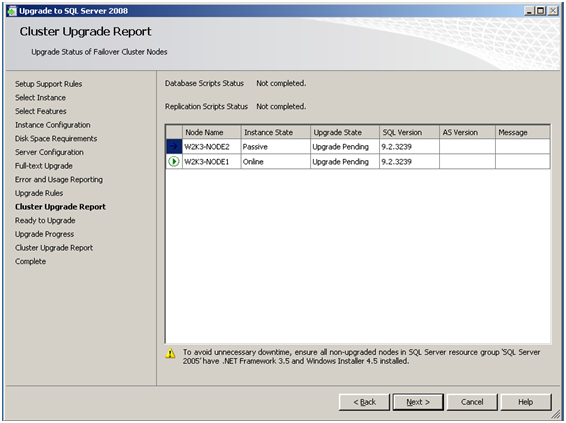 Upgrade to SQL Server 2008
Cluster Upgrade Report
Upgrade Status of Failover Cluster Nodes
Setup Support Rules
Select Instance
Select Features
Instance Configuration
Disk Space Requirements
Server Configuration
Full-text Upgrade
Error and Usage Reporting
Upgrade Rules
Cluster Upgrade Report
Ready to Upgrade
Upgrade Progress
Cluster Upgrade Report
Complete
Database Scripts Status Not completed.
Replication Scripts Status Not completed.
Node Name Instance State Upgrade State SQL Version AS Version Message
W2K3-NODE2 Passive Upgrade Pending 9.2.3239
W2K3-NODE1 Online Upgrade Pending 9.2.3239
To avoid unnecessary downtime, ensure all non-upgraded nodes in SQL Server resource group 'SQL Server
2005' have .NET Framework 3.5 and Windows Installer 4.5 installed.
< Back Next > Cancel Help